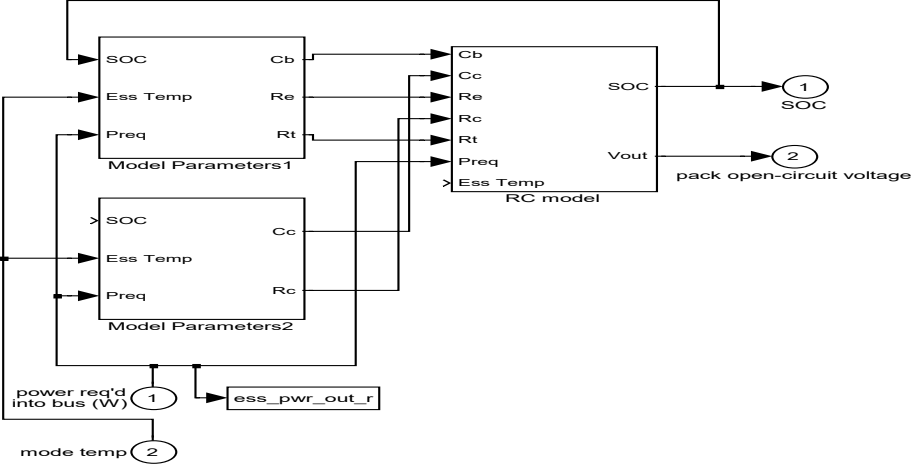 SOC
Ess Temp
Preq
Cb
Re
Rt
Model Parameters1
SOC
Ess Temp
Preq
Cc
Rc
Model Parameters2
Cb
Cc
Re
Rc
Rt
Preq
Ess Temp
SOC
Vout
RC model
1
SOC
2
pack open-circuit voltage
power req'd
into bus (W)
1
ess_pwr_out_r
mode temp
2